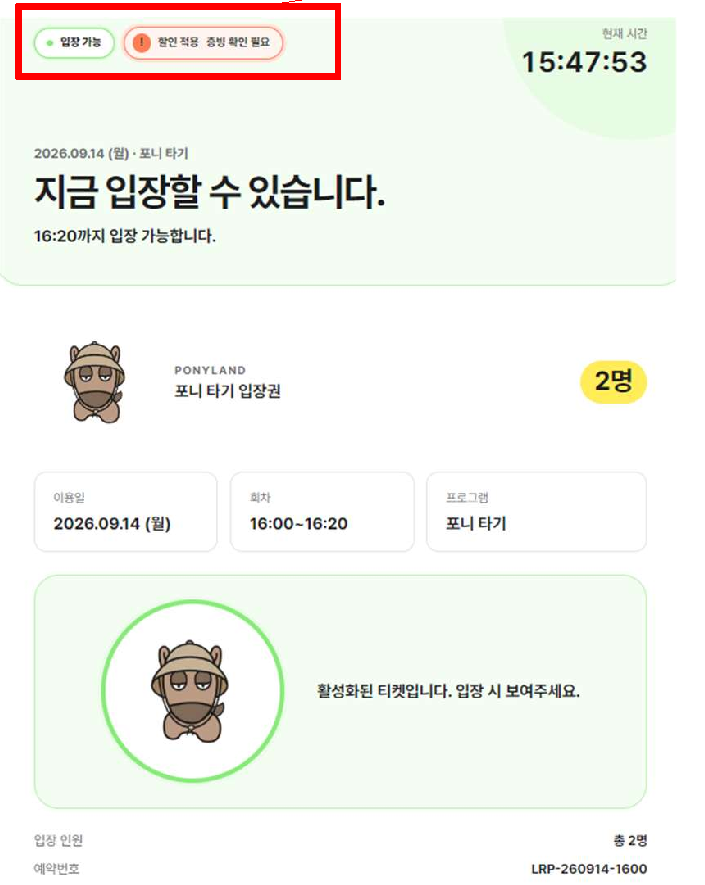 입장 가능
! 할인 적용 증빙 확인 필요
현재 시간
15:47:53
2026.09.14 (월) · 포니 타기
지금 입장할 수 있습니다.
16:20까지 입장 가능합니다.
PONYLAND
포니 타기 입장권
2명
이용일
2026.09.14 (월)
회차
16:00~16:20
프로그램
포니 타기
활성화된 티켓입니다. 입장 시 보여주세요.
입장 인원
총 2명
예약번호
LRP-260914-1600